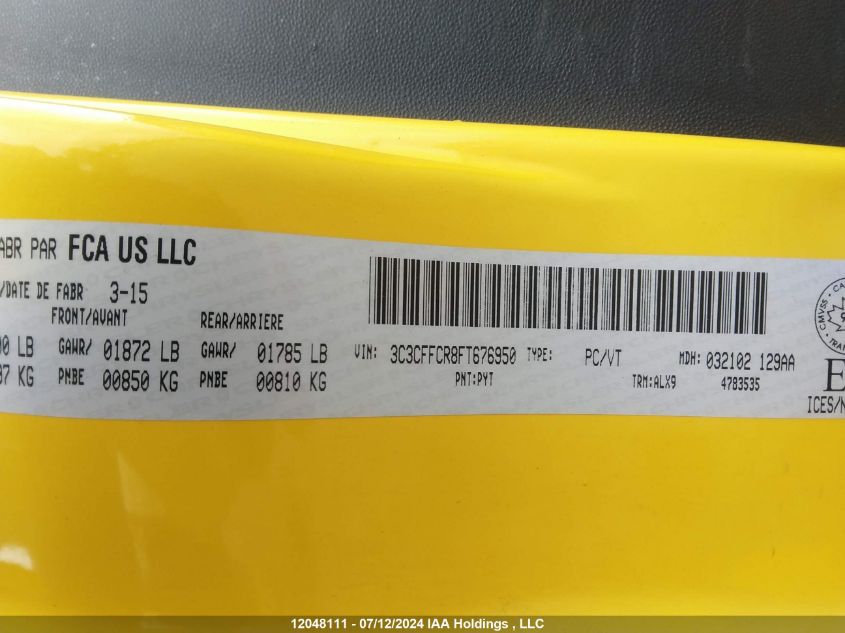 ABR PAR FCA US LLC
/DATE DE FABR 3-15
FRONT/AVANT REAR/ARRIERE
LB GAWR/ 01872 LB GAWR/ 01785 LB
KG PNBE 00850 KG PNBE 00810 KG
VIN: 3C3CFFCR8FT676950 TYPE: PC/VT MDH: 032102 129AA
PNT:PYT TRM:ALX9 4783535
CMVSS
ICES/N
12048111 - 07/12/2024 IAA Holdings , LLC